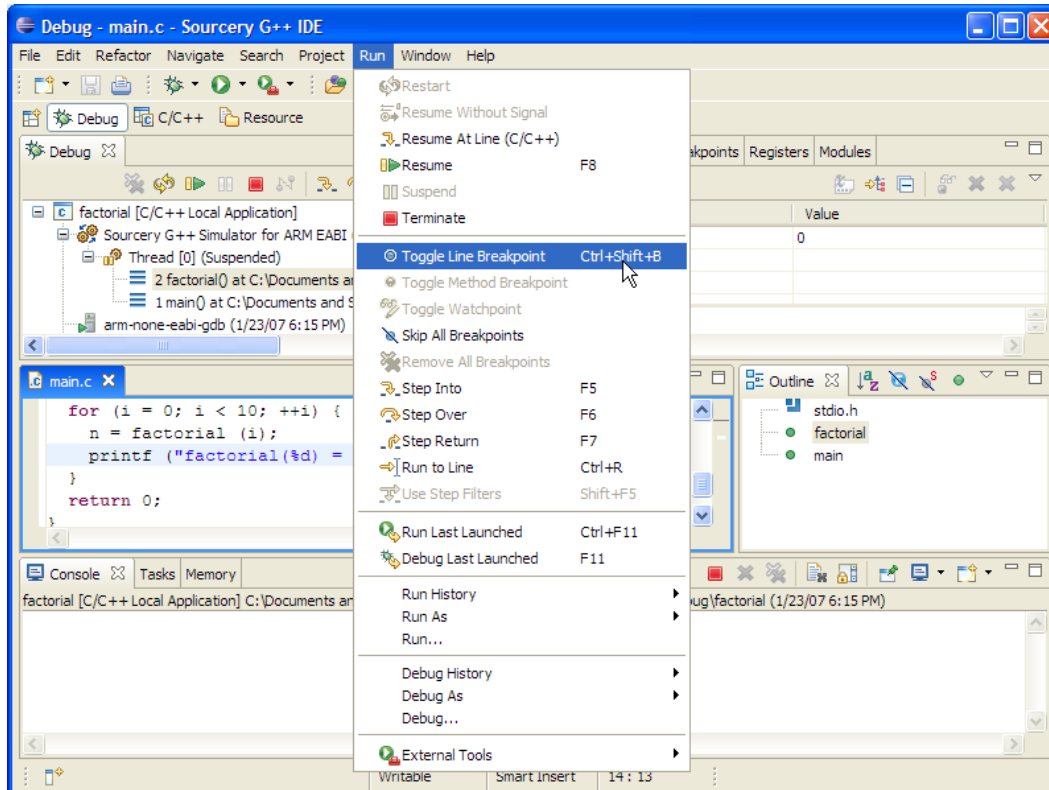 Debug - main.c - Sourcery G++ IDE
File Edit Refactor Navigate Search Project Run Window Help
Debug C/C++ Resource
Debug
factorial [C/C++ Local Application]
Sourcery G++ Simulator for ARM EABI
Thread [0] (Suspended)
2 factorial() at C:\Documents
1 main() at C:\Documents and
arm-none-eabi-gdb (1/23/07 6:15 PM)
Restart
Resume Without Signal
Resume At Line (C/C++)
Resume F8
Suspend
Terminate
Toggle Line Breakpoint Ctrl+Shift+B
Toggle Method Breakpoint
Toggle Watchpoint
Skip All Breakpoints
Remove All Breakpoints
Step Into F5
Step Over F6
Step Return F7
Run to Line Ctrl+R
Use Step Filters Shift+F5
Run Last Launched Ctrl+F11
Debug Last Launched F11
Run History
Run As
Run...
Debug History
Debug As
Debug...
External Tools
Registers Modules
Value
0
main.c
for (i = 0; i < 10; ++i) {
n = factorial (i);
printf ("factorial(%d) =
}
return 0;
}
Outline
stdio.h
factorial
main
Console Tasks Memory
factorial [C/C++ Local Application] C:\Documents
ug\factorial (1/23/07 6:15 PM)
Writable Smart Insert 14 : 13